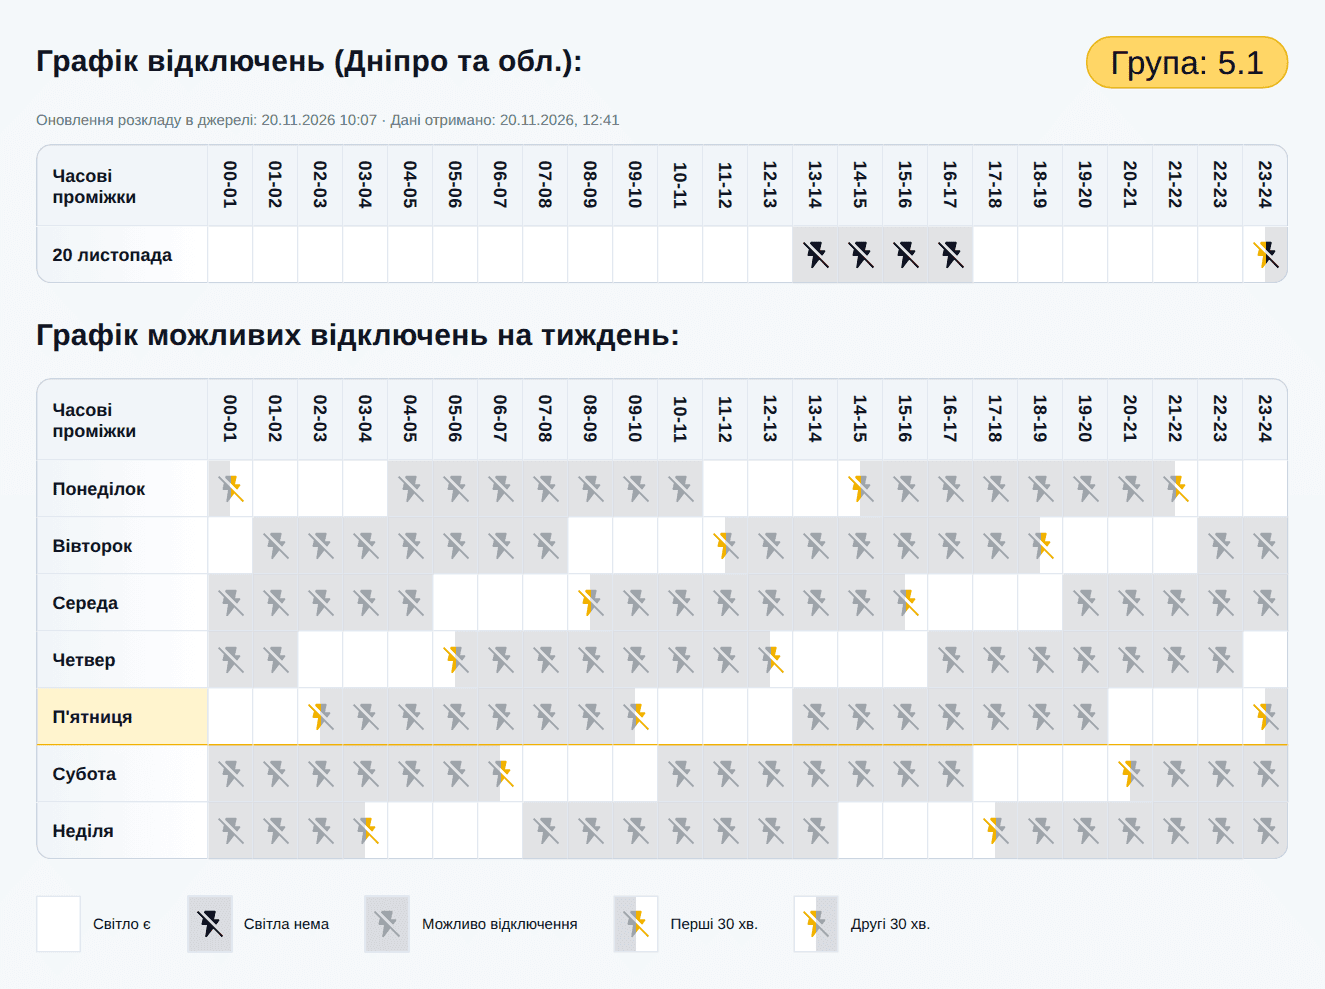 Графік відключень (Дніпро та обл.):
Група: 5.1
Оновлення розкладу в джерелі: 20.11.2026 10:07 · Дані отримано: 20.11.2026, 12:41
Часові проміжки 00-01 01-02 02-03 03-04 04-05 05-06 06-07 07-08 08-09 09-10 10-11 11-12 12-13 13-14 14-15 15-16 16-17 17-18 18-19 19-20 20-21 21-22 22-23 23-24
20 листопада
Графік можливих відключень на тиждень:
Часові проміжки 00-01 01-02 02-03 03-04 04-05 05-06 06-07 07-08 08-09 09-10 10-11 11-12 12-13 13-14 14-15 15-16 16-17 17-18 18-19 19-20 20-21 21-22 22-23 23-24
Понеділок
Вівторок
Середа
Четвер
П'ятниця
Субота
Неділя
Світло є Світла нема Можливо відключення Перші 30 хв. Другі 30 хв.